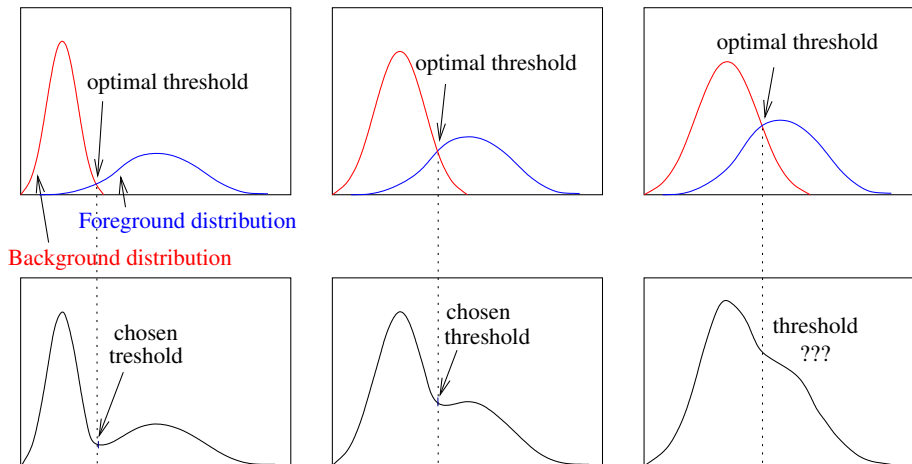 optimal threshold
optimal threshold
optimal threshold
Foreground distribution
Background distribution
chosen
treshold
chosen
threshold
threshold
???